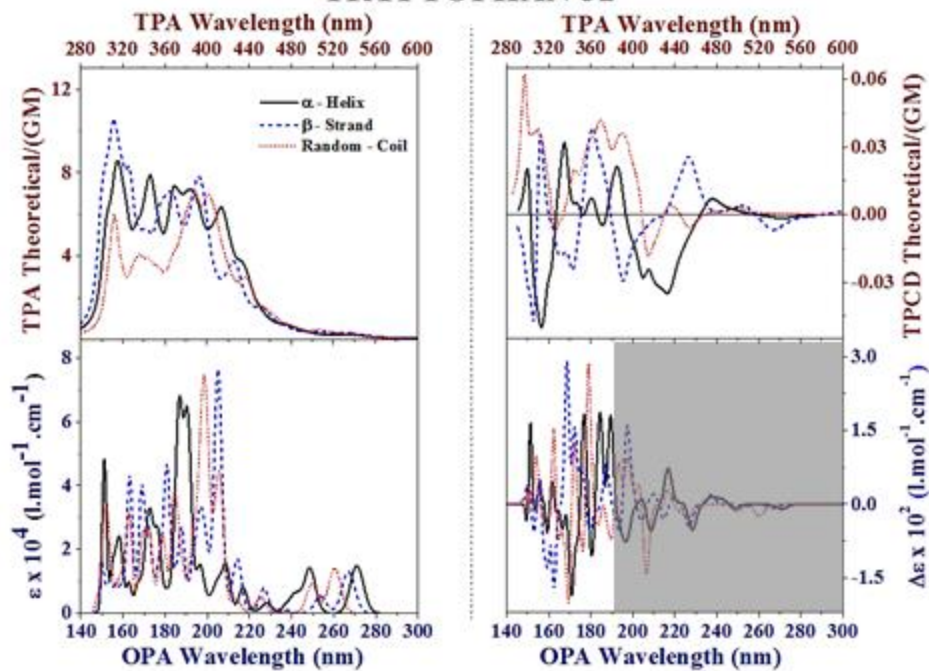 TPA Wavelength (nm)
280 320 360 400 440 480 520 560 600
TPA Theoretical/(GM)
12
8
4
α - Helix
β - Strand
Random - Coil
TPA Wavelength (nm)
280 320 360 400 440 480 520 560 600
0.06
0.03
0.00
-0.03
TPCD Theoretical/(GM)
ε x 10⁴ (l.mol⁻¹.cm⁻¹)
8
6
4
2
0
140 160 180 200 220 240 260 280 300
OPA Wavelength (nm)
3.0
1.5
0.0
-1.5
Δε x 10² (l.mol⁻¹.cm⁻¹)
140 160 180 200 220 240 260 280 300
OPA Wavelength (nm)